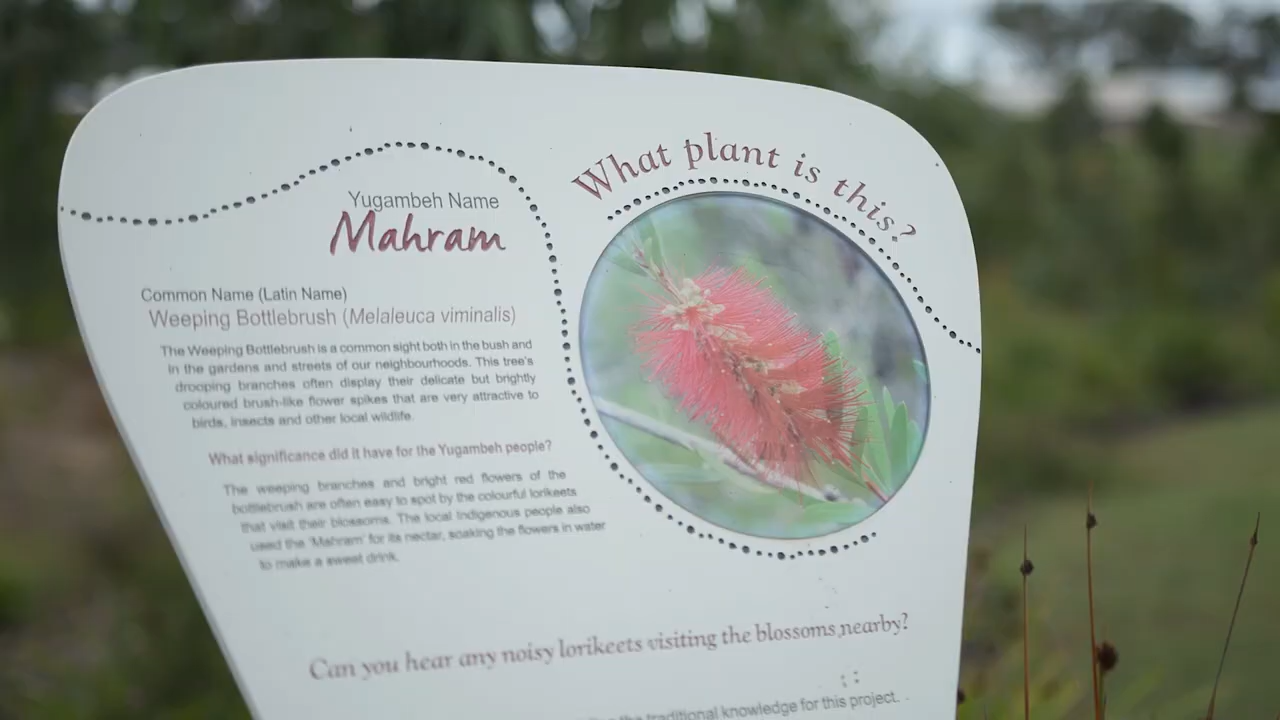 What plant is this?
Yugambeh Name
Mahram
Common Name (Latin Name)
Weeping Bottlebrush (Melaleuca viminalis)
The Weeping Bottlebrush is a common sight both in the bush and
in the gardens and streets of our neighbourhoods. This tree's
drooping branches often display their delicate but brightly
coloured brush-like flower spikes that are very attractive to
birds, insects and other local wildlife.
What significance did it have for the Yugambeh people?
The weeping branches and bright red flowers of the
bottlebrush are often easy to spot by the colourful lorikeets
that visit their blossoms. The local Indigenous people also
used the 'Mahram' for its nectar, soaking the flowers in water
to make a sweet drink.
Can you hear any noisy lorikeets visiting the blossoms nearby?
the traditional knowledge for this project.